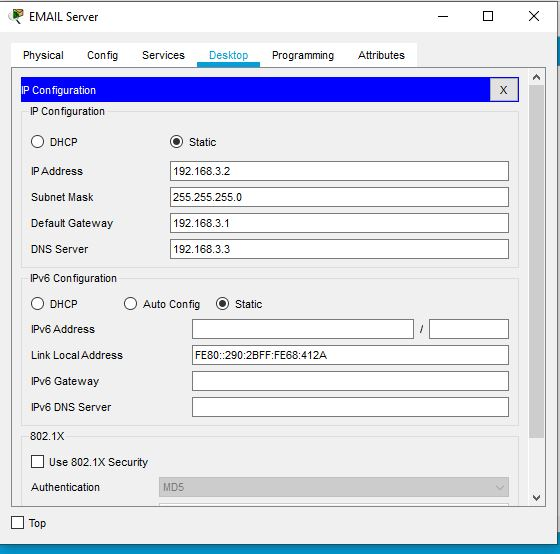 EMAIL Server
Physical Config Services Desktop Programming Attributes
IP Configuration X
IP Configuration
DHCP Static
IP Address 192.168.3.2
Subnet Mask 255.255.255.0
Default Gateway 192.168.3.1
DNS Server 192.168.3.3
IPv6 Configuration
DHCP Auto Config Static
IPv6 Address /
Link Local Address FE80::290:2BFF:FE68:412A
IPv6 Gateway
IPv6 DNS Server
802.1X
Use 802.1X Security
Authentication MD5
Top